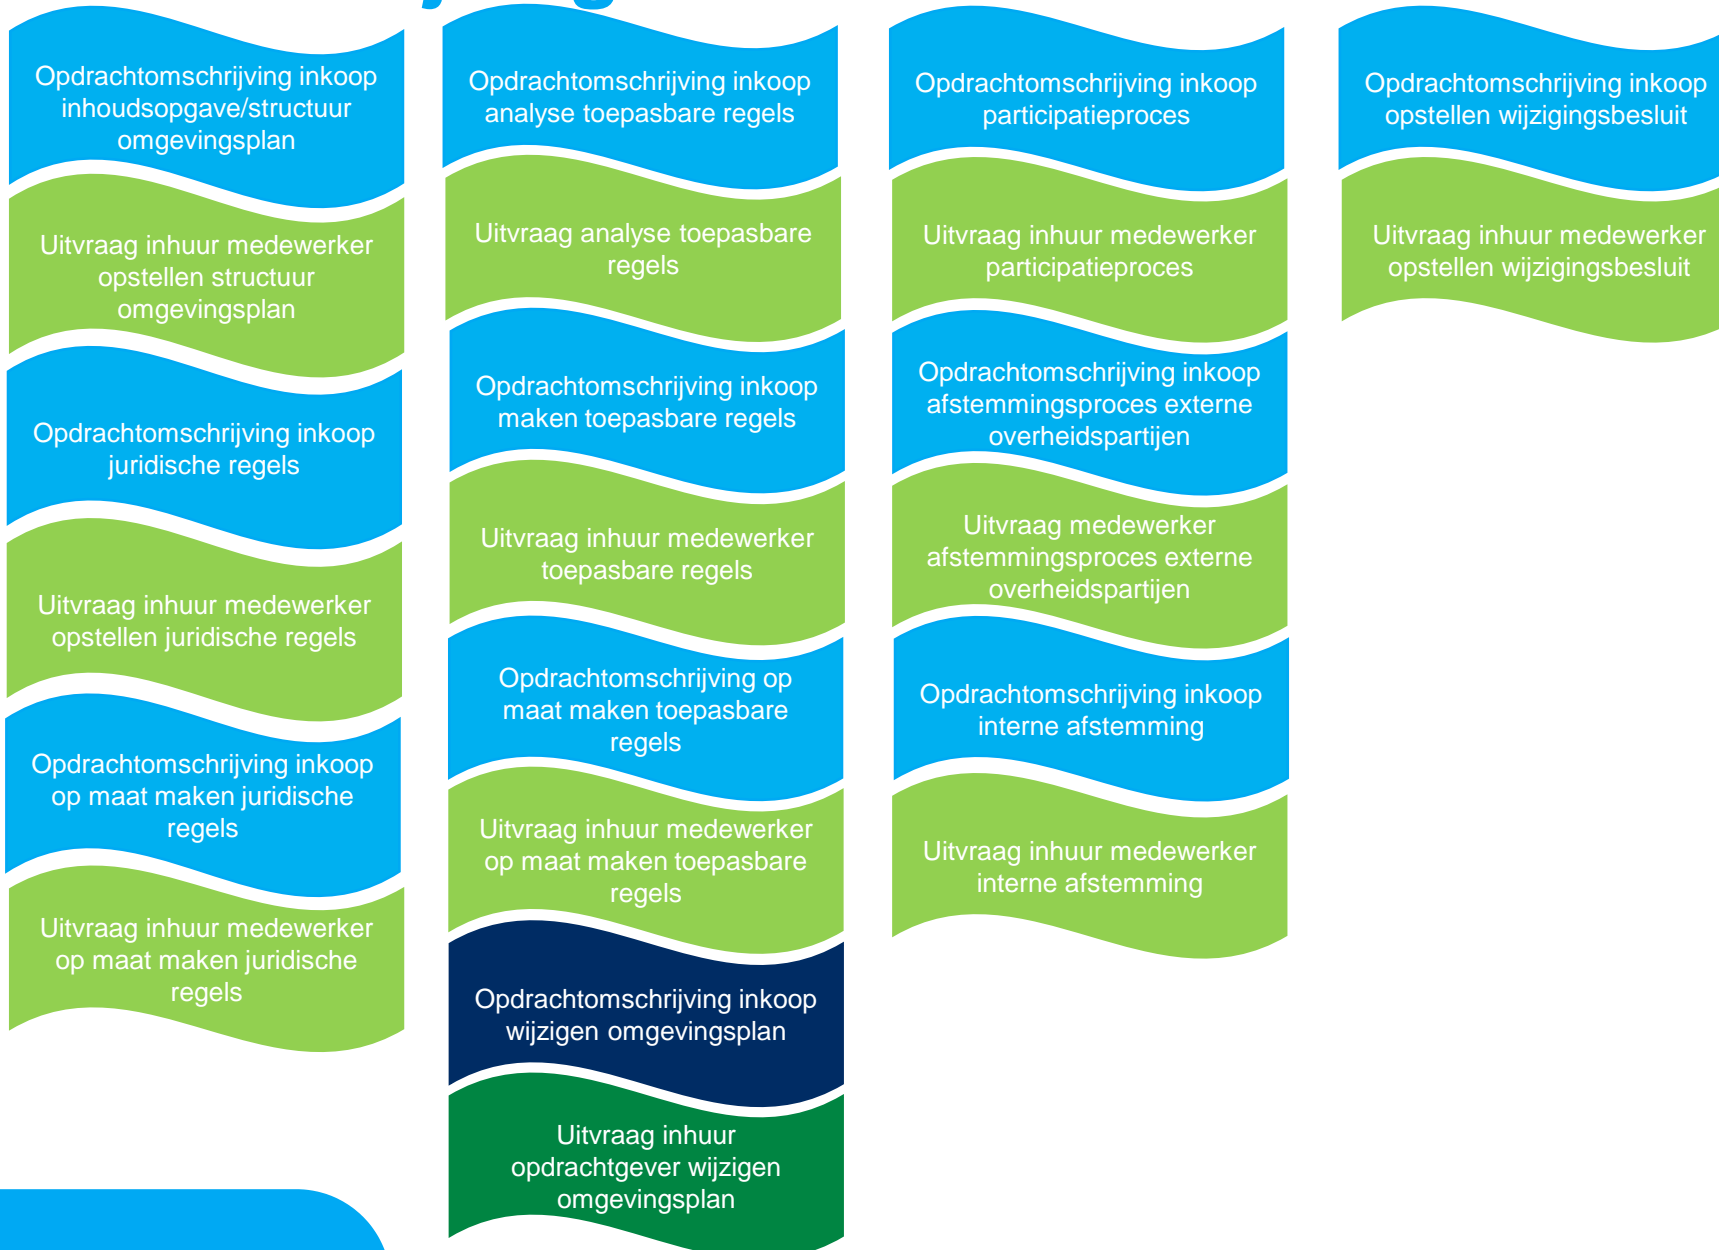 Opdrachtomschrijving inkoop
inhoudsopgave/structuur
omgevingsplan
Uitvraag inhuur medewerker
opstellen structuur
omgevingsplan
Opdrachtomschrijving inkoop
juridische regels
Uitvraag inhuur medewerker
opstellen juridische regels
Opdrachtomschrijving inkoop
op maat maken juridische
regels
Uitvraag inhuur medewerker
op maat maken juridische
regels
Opdrachtomschrijving inkoop
analyse toepasbare regels
Uitvraag analyse toepasbare
regels
Opdrachtomschrijving inkoop
maken toepasbare regels
Uitvraag inhuur medewerker
toepasbare regels
Opdrachtomschrijving op
maat maken toepasbare
regels
Uitvraag inhuur medewerker
op maat maken toepasbare
regels
Opdrachtomschrijving inkoop
wijzigen omgevingsplan
Uitvraag inhuur
opdrachtgever wijzigen
omgevingsplan
Opdrachtomschrijving inkoop
participatieproces
Uitvraag inhuur medewerker
participatieproces
Opdrachtomschrijving inkoop
afstemmingsproces externe
overheidspartijen
Uitvraag medewerker
afstemmingsproces externe
overheidspartijen
Opdrachtomschrijving inkoop
interne afstemming
Uitvraag inhuur medewerker
interne afstemming
Opdrachtomschrijving inkoop
opstellen wijzigingsbesluit
Uitvraag inhuur medewerker
opstellen wijzigingsbesluit